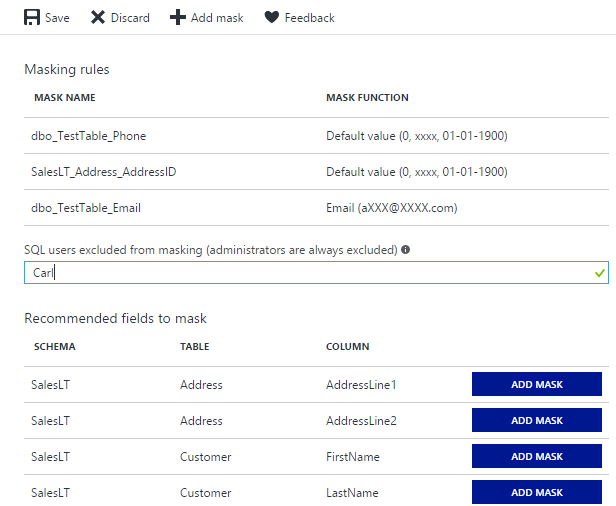 Save Discard Add mask Feedback
Masking rules
MASK NAME MASK FUNCTION
dbo_TestTable_Phone Default value (0, xxxx, 01-01-1900)
SalesLT_Address_AddressID Default value (0, xxxx, 01-01-1900)
dbo_TestTable_Email Email (aXXX@XXXX.com)
SQL users excluded from masking (administrators are always excluded)
Carl
Recommended fields to mask
SCHEMA TABLE COLUMN
SalesLT Address AddressLine1 ADD MASK
SalesLT Address AddressLine2 ADD MASK
SalesLT Customer FirstName ADD MASK
SalesLT Customer LastName ADD MASK